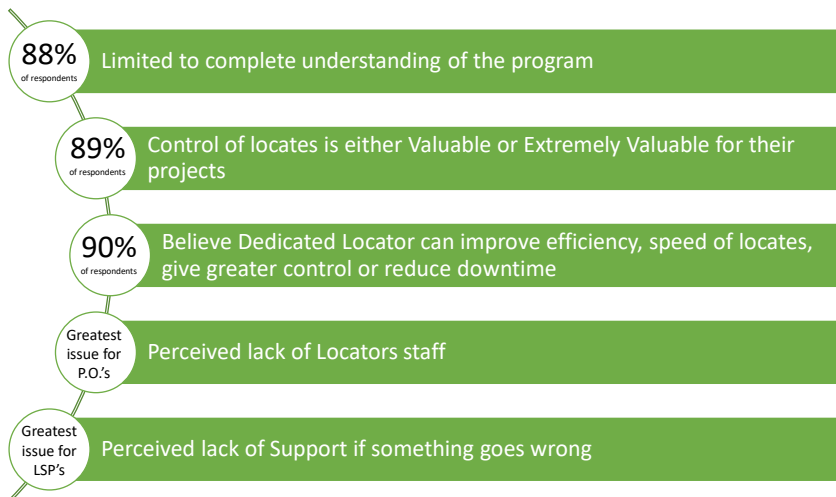 88%
of respondents
Limited to complete understanding of the program
89%
of respondents
Control of locates is either Valuable or Extremely Valuable for their
projects
90%
of respondents
Believe Dedicated Locator can improve efficiency, speed of locates,
give greater control or reduce downtime
Greatest
issue for
P.O.'s
Perceived lack of Locators staff
Greatest
issue for
LSP's
Perceived lack of Support if something goes wrong